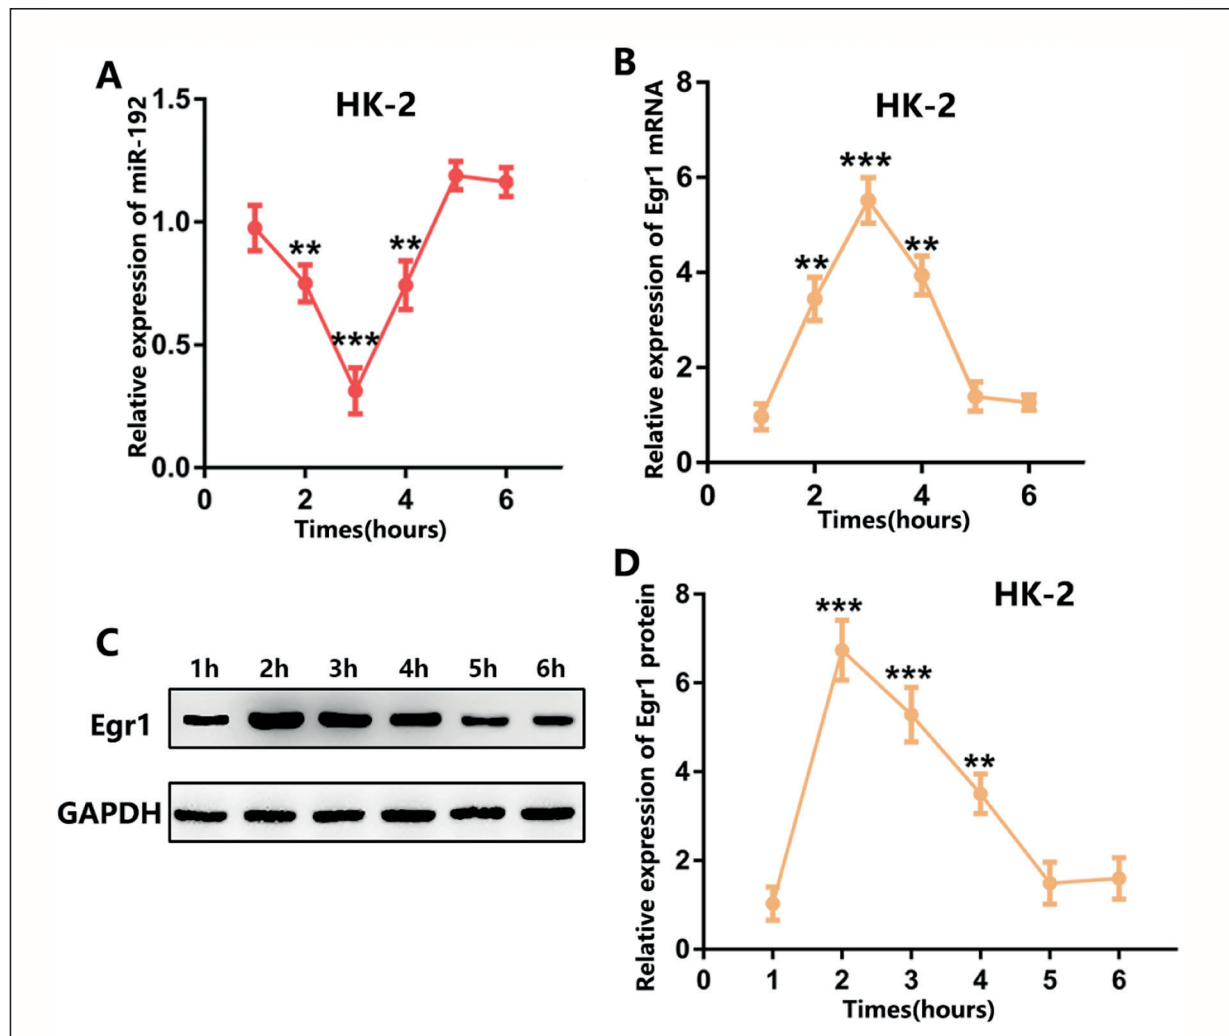 A
HK-2
Relative expression of miR-192
1.5
1.0
0.5
0.0
**
***
**
0 2 4 6
Times(hours)
B
HK-2
Relative expression of Egr1 mRNA
8
6
4
2
0
**
***
**
0 2 4 6
Times(hours)
C
1h 2h 3h 4h 5h 6h
Egr1
GAPDH
D
HK-2
Relative expression of Egr1 protein
8
6
4
2
0
***
***
**
0 1 2 3 4 5 6
Times(hours)